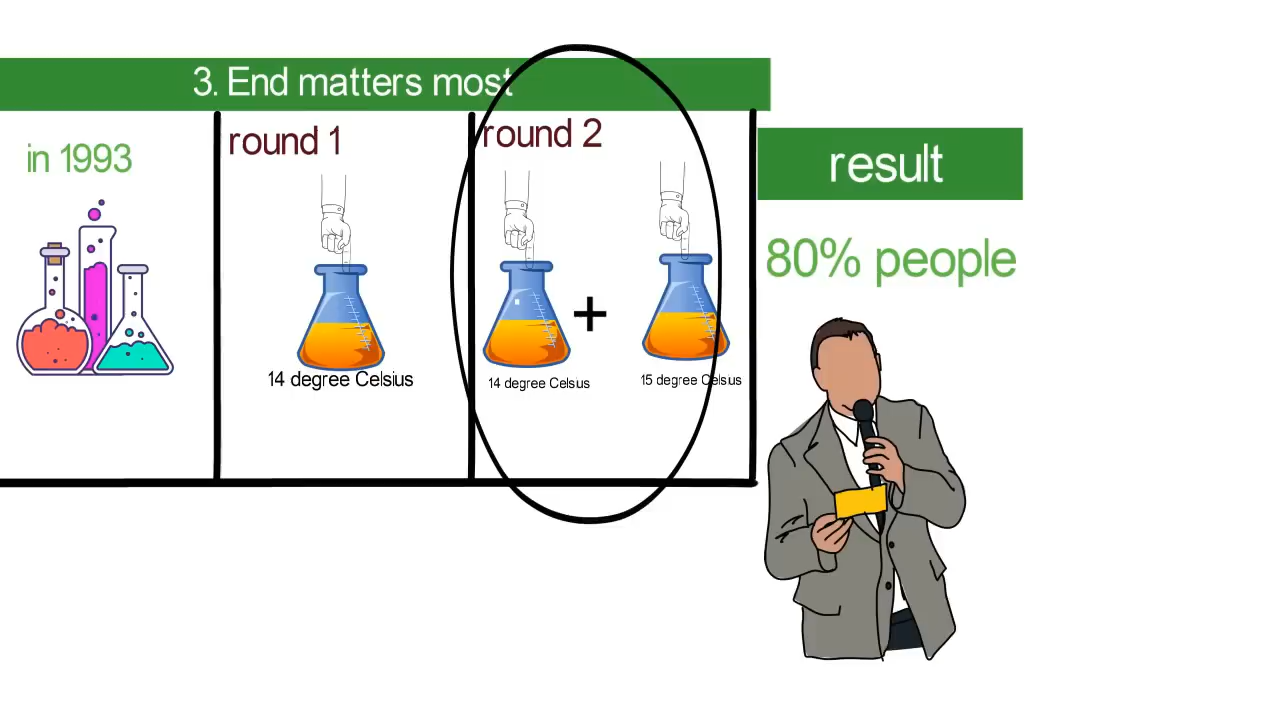 3. End matters most
in 1993
round 1
round 2
result
80% people
+
14 degree Celsius
14 degree Celsius
15 degree Celsius